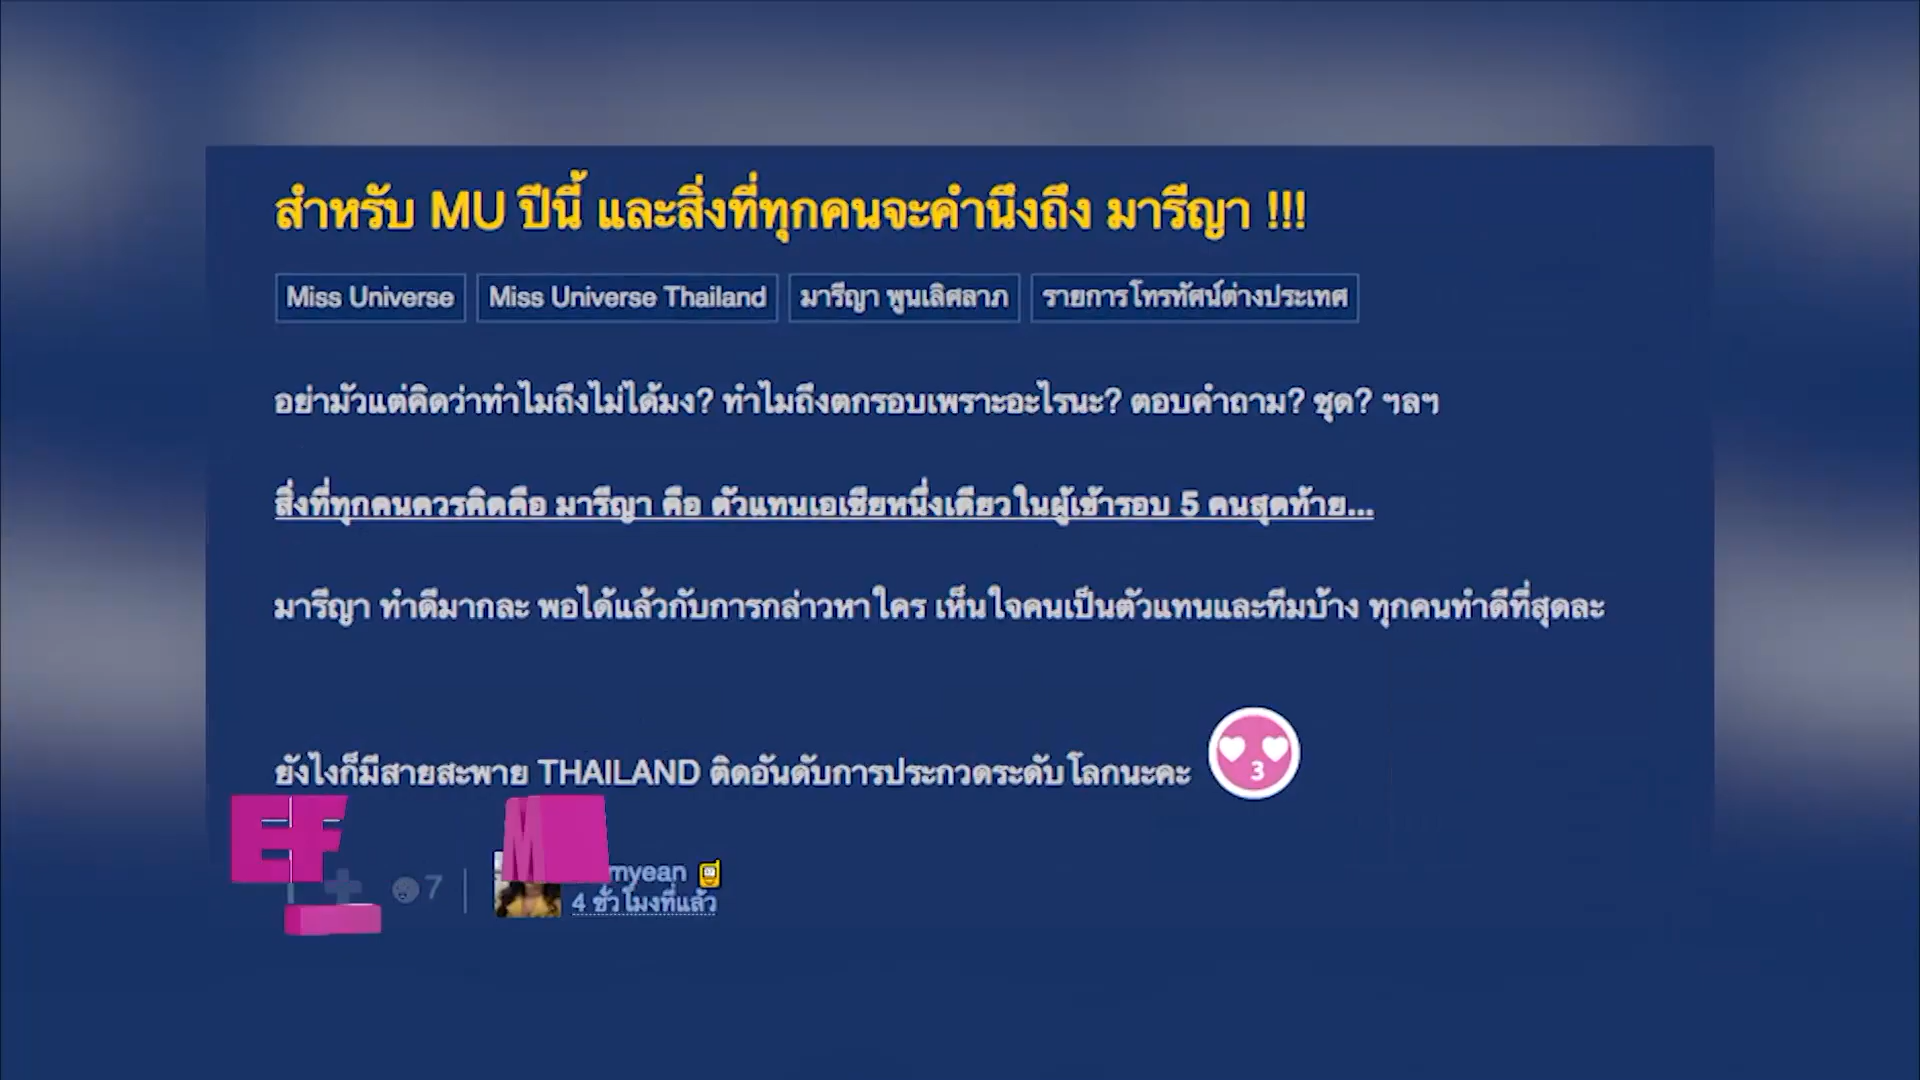 สำหรับ MU ปีนี้ และสิ่งที่ทุกคนจะคำนึงถึง มารีญา !!!
Miss Universe Miss Universe Thailand มารีญา พูนเลิศลาภ รายการโทรทัศน์ต่างประเทศ
อย่ามัวแต่คิดว่าทำไมถึงไม่ได้มง? ทำไมถึงตกรอบเพราะอะไรนะ? ตอบคำถาม? ชุด? ฯลฯ
สิ่งที่ทุกคนควรคิดคือ มารีญา คือ ตัวแทนเอเชียหนึ่งเดียวในผู้เข้ารอบ 5 คนสุดท้าย...
มารีญา ทำดีมากละ พอได้แล้วกับการกล่าวหาใคร เห็นใจคนเป็นตัวแทนและทีมบ้าง ทุกคนทำดีที่สุดละ
ยังไงก็มีสายสะพาย THAILAND ติดอันดับการประกวดระดับโลกนะคะ
3
EF M
7 myean
4 ชั่วโมงที่แล้ว